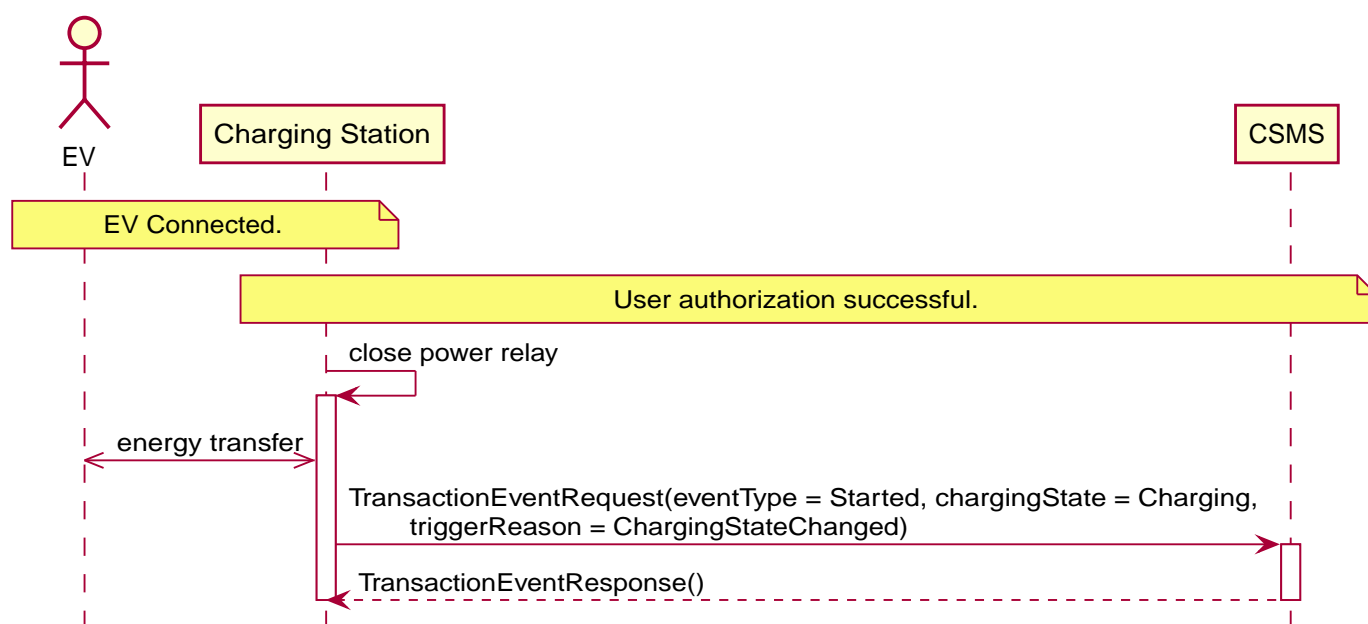 EV
Charging Station
CSMS
EV Connected.
User authorization successful.
close power relay
energy transfer
TransactionEventRequest(eventType = Started, chargingState = Charging,
triggerReason = ChargingStateChanged)
TransactionEventResponse()